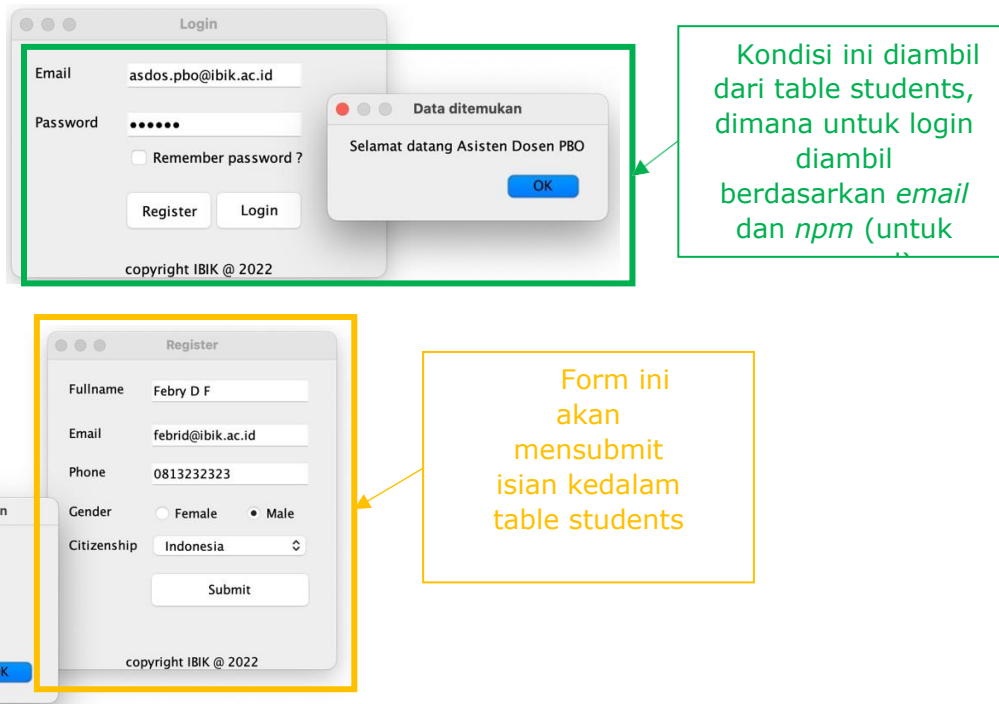 Login
Email
asdos.pbo@ibik.ac.id
Password
••••••
Remember password ?
Register
Login
copyright IBIK @ 2022
Data ditemukan
Selamat datang Asisten Dosen PBO
OK
Kondisi ini diambil
dari table students,
dimana untuk login
diambil
berdasarkan email
dan npm (untuk
Register
Fullname
Febry D F
Email
febrid@ibik.ac.id
Phone
0813232323
Gender
Female
Male
Citizenship
Indonesia
Submit
copyright IBIK @ 2022
n
K
Form ini
akan
mensubmit
isian kedalam
table students